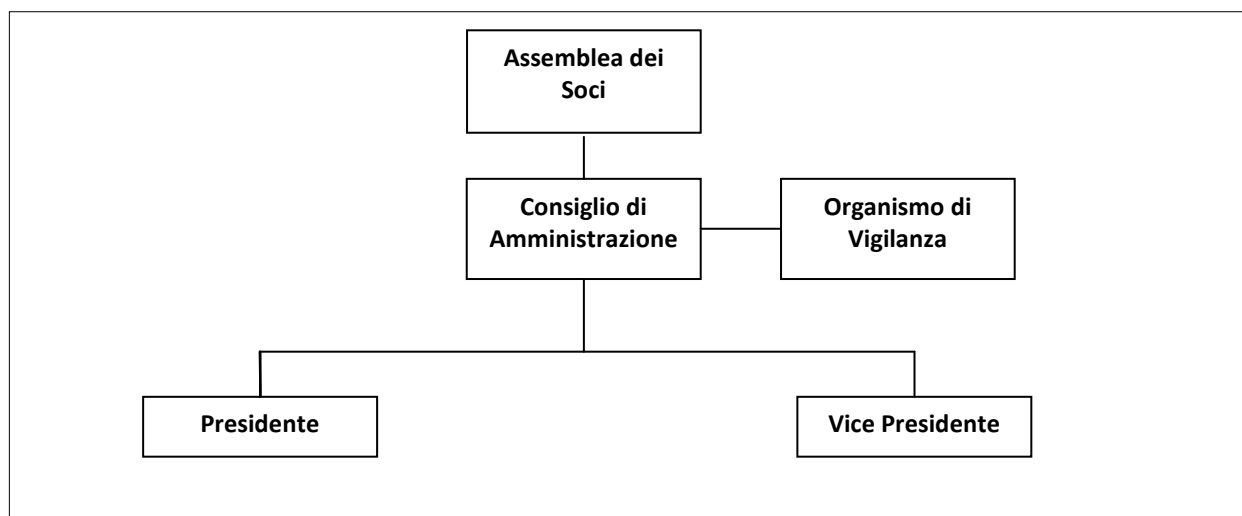 Assemblea dei
Soci
Consiglio di
Amministrazione
Organismo di
Vigilanza
Presidente
Vice Presidente